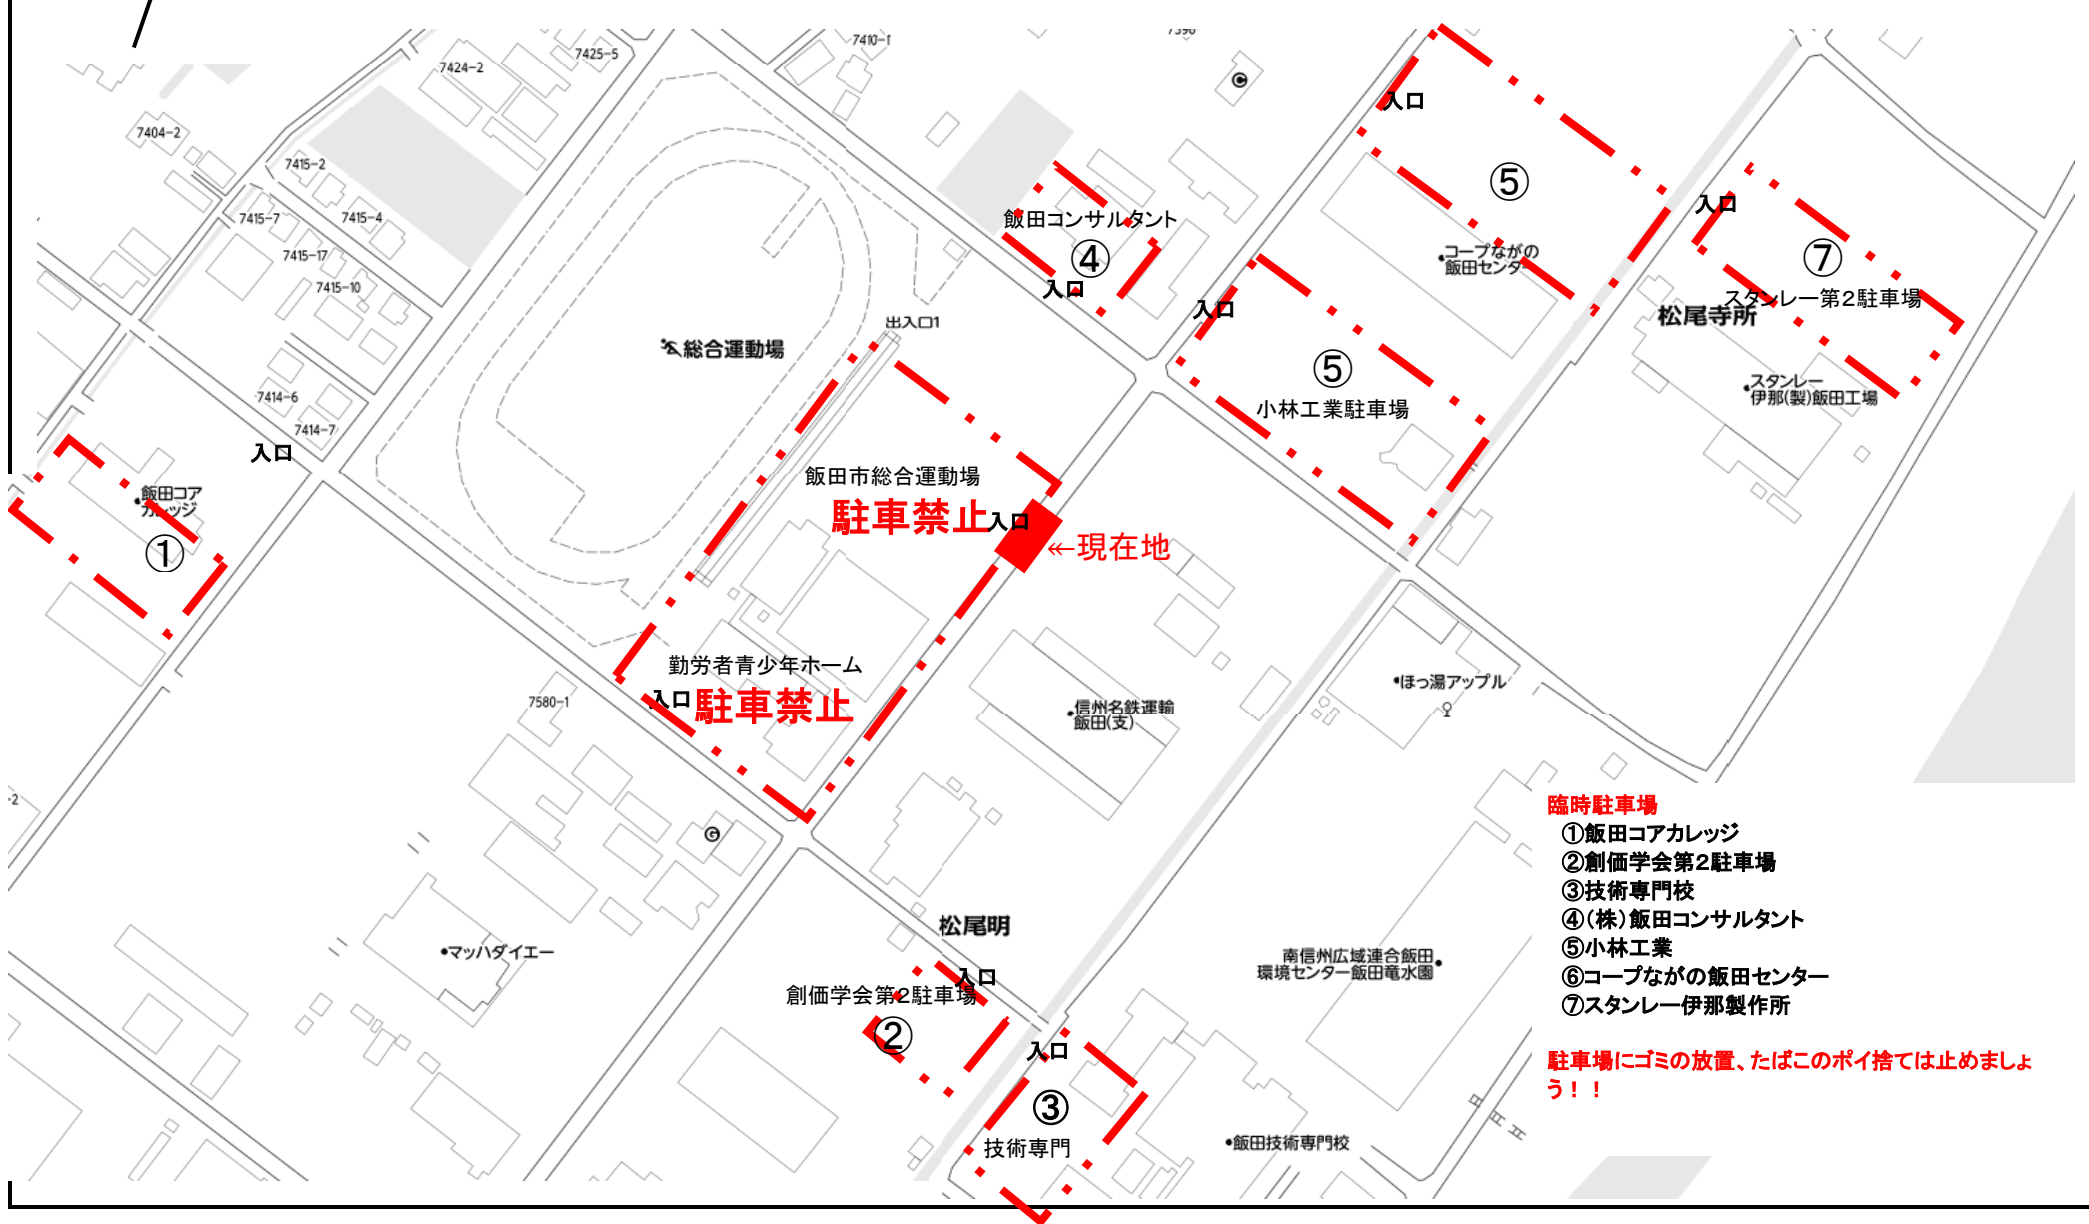 7425-5
7410-1
7424-2
入口
7404-2
7415-2
⑤
7415-7
7415-4
飯田コンサルタント
入口
7415-17
④
コープながの
飯田センター
⑦
7415-10
入口
入口
スタンレー第2駐車場
松尾寺所
出入口1
総合運動場
⑤
小林工業駐車場
スタンレー
伊那(製)飯田工場
7414-6
7414-7
入口
飯田市総合運動場
飯田コア
カレッジ
駐車禁止
入口
①
←現在地
勤労者青少年ホーム
入口
駐車禁止
7580-1
信州名鉄運輸
飯田(支)
ほっ湯アップル
-2
G
マッハダイエー
松尾明
南信州広域連合飯田
環境センター飯田竜水園
入口
創価学会第2駐車場
②
入口
③
技術専門
飯田技術専門校
臨時駐車場
①飯田コアカレッジ
②創価学会第2駐車場
③技術専門校
④(株)飯田コンサルタント
⑤小林工業
⑥コープながの飯田センター
⑦スタンレー伊那製作所
駐車場にゴミの放置、たばこのポイ捨ては止めましょ
う！！